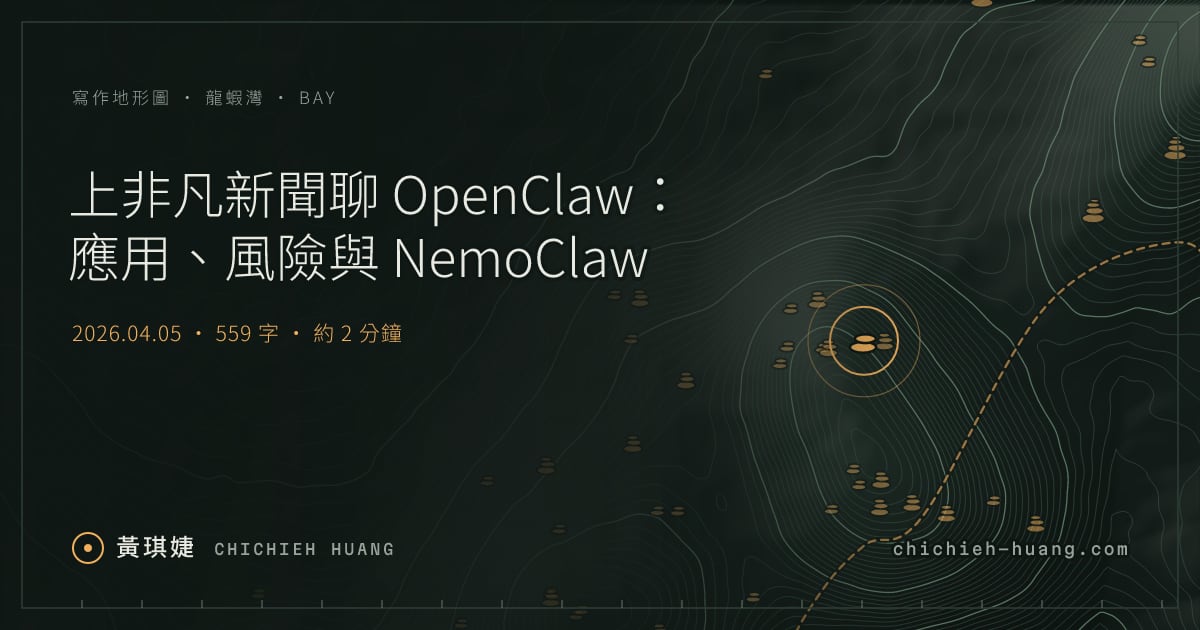 寫作地形圖 · 龍蝦灣 · BAY
上非凡新聞聊 OpenClaw：
應用、風險與 NemoClaw
2026.04.05 · 559 字 · 約 2 分鐘
黃琪婕 CHICHIEH HUANG
chichieh-huang.com